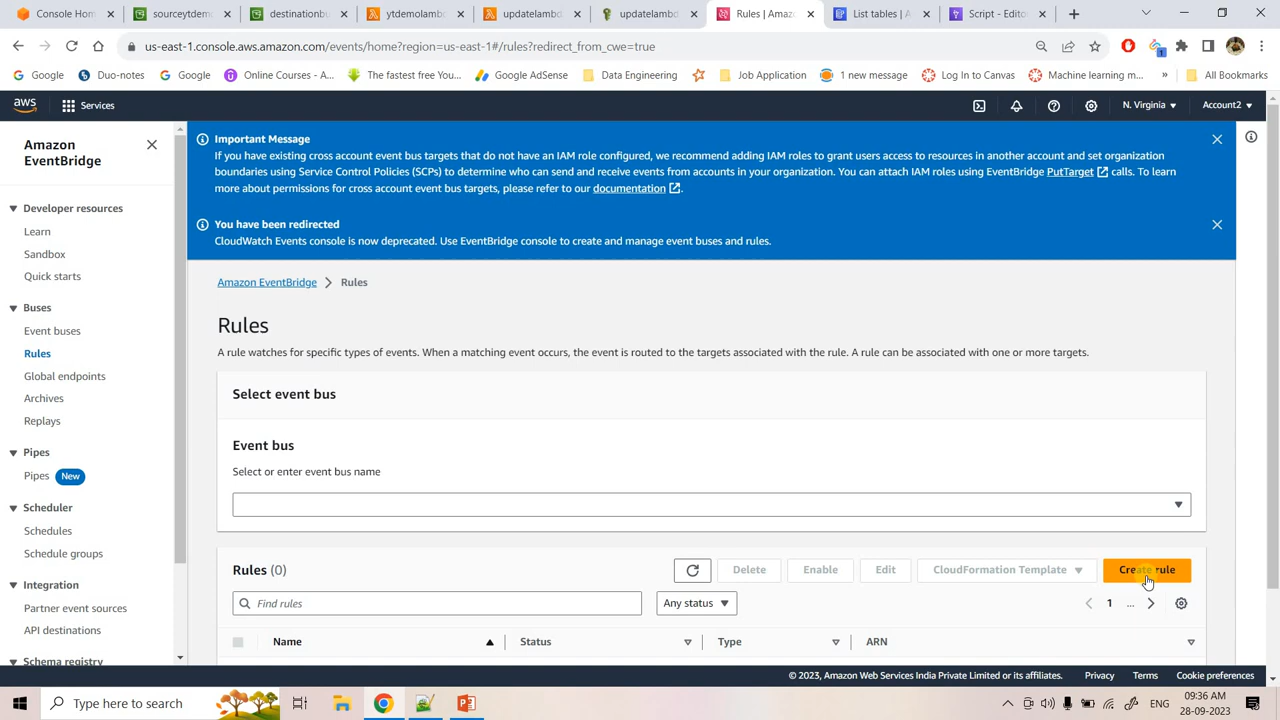 Console Home
sourceytdemo
destinationbu
ytdemolamb
updatelambd
updatelambd
Rules | Amaz
List tables | A
Script - Editor
us-east-1.console.aws.amazon.com/events/home?region=us-east-1#/rules?redirect_from_cwe=true
Google
Duo-notes
Google
Online Courses - A...
The fastest free You...
Google AdSense
Data Engineering
Job Application
1 new message
Log In to Canvas
Machine learning m...
»
All Bookmarks
aws
Services
N. Virginia
Account2
Amazon
EventBridge
Developer resources
Learn
Sandbox
Quick starts
Buses
Event buses
Rules
Global endpoints
Archives
Replays
Pipes
Pipes New
Scheduler
Schedules
Schedule groups
Integration
Partner event sources
API destinations
Schema registry
Important Message
If you have existing cross account event bus targets that do not have an IAM role configured, we recommend adding IAM roles to grant users access to resources in another account and set organization
boundaries using Service Control Policies (SCPs) to determine who can send and receive events from accounts in your organization. You can attach IAM roles using EventBridge PutTarget calls. To learn
more about permissions for cross account event bus targets, please refer to our documentation.
You have been redirected
CloudWatch Events console is now deprecated. Use EventBridge console to create and manage event buses and rules.
Amazon EventBridge
Rules
Rules
A rule watches for specific types of events. When a matching event occurs, the event is routed to the targets associated with the rule. A rule can be associated with one or more targets.
Select event bus
Event bus
Select or enter event bus name
Rules (0)
Delete
Enable
Edit
CloudFormation Template
Create rule
Find rules
Any status
1
...
Name
Status
Type
ARN
© 2023, Amazon Web Services India Private Limited or its affiliates.
Privacy
Terms
Cookie preferences
Type here to search
ENG
09:36 AM
28-09-2023